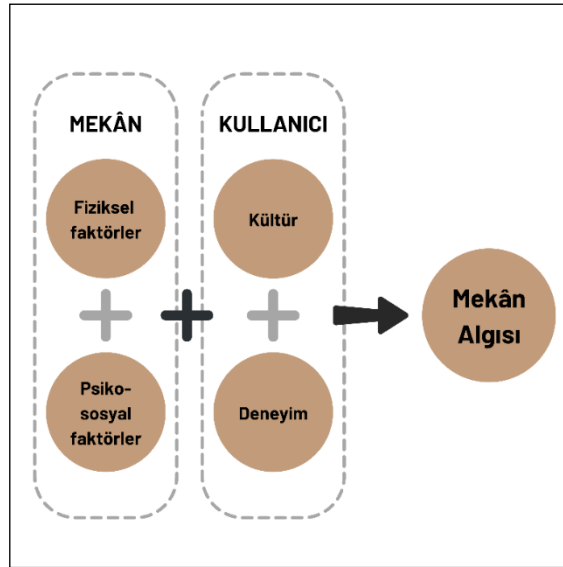 MEKÂN
Fiziksel
faktörler
Psiko-
sosyal
faktörler
KULLANICI
Kültür
Deneyim
Mekân
Algısı